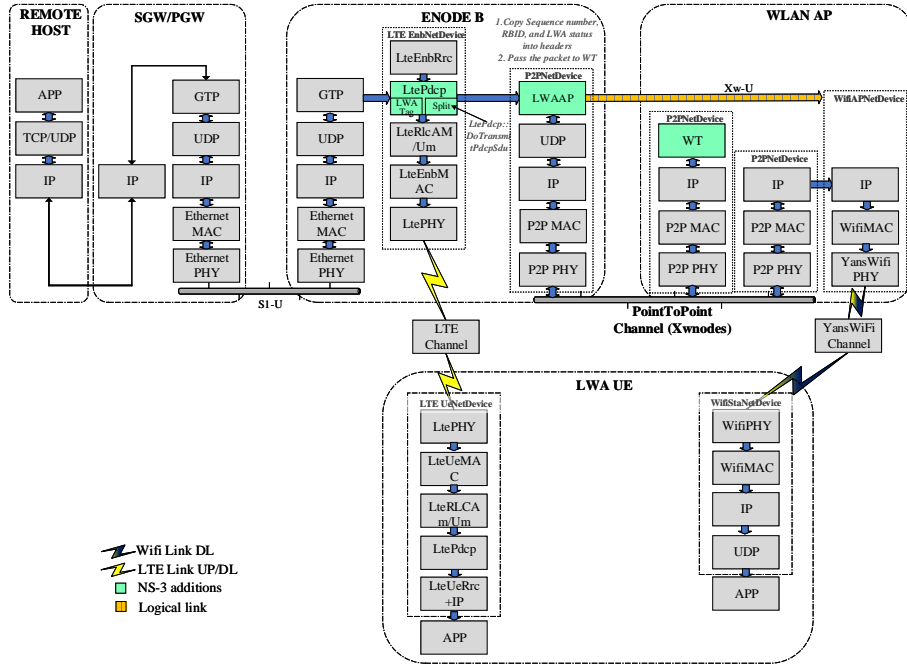 REMOTE
HOST
APP
TCP/UDP
IP
SGW/PGW
IP
GTP
UDP
IP
Ethernet
MAC
Ethernet
PHY
S1-U
ENODE B
GTP
UDP
IP
Ethernet
MAC
Ethernet
PHY
LTE EnbNetDevice
LteEnbRrc
LtePdcp
LWA
Tag
Split
LteRlcAM
/Um
LteEnbM
AC
LtePHY
LtePdcp::
DoTransmi
tPdcpSdu
1.Copy Sequence number,
RBID, and LWA status
into headers
2. Pass the packet to WT
P2PNetDevice
LWAAP
UDP
IP
P2P MAC
P2P PHY
Xw-U
WLAN AP
P2PNetDevice
WT
IP
P2P MAC
P2P PHY
P2PNetDevice
IP
P2P MAC
P2P PHY
WifiAPNetDevice
IP
WifiMAC
YansWifi
PHY
PointToPoint
Channel (Xwnodes)
LTE
Channel
YansWiFi
Channel
LWA UE
LTE UeNetDevice
LtePHY
LteUeMA
C
LteRLCA
m/Um
LtePdcp
LteUeRrc
+IP
APP
WifiStaNetDevice
WifiPHY
WifiMAC
IP
UDP
APP
Wifi Link DL
LTE Link UP/DL
NS-3 additions
Logical link